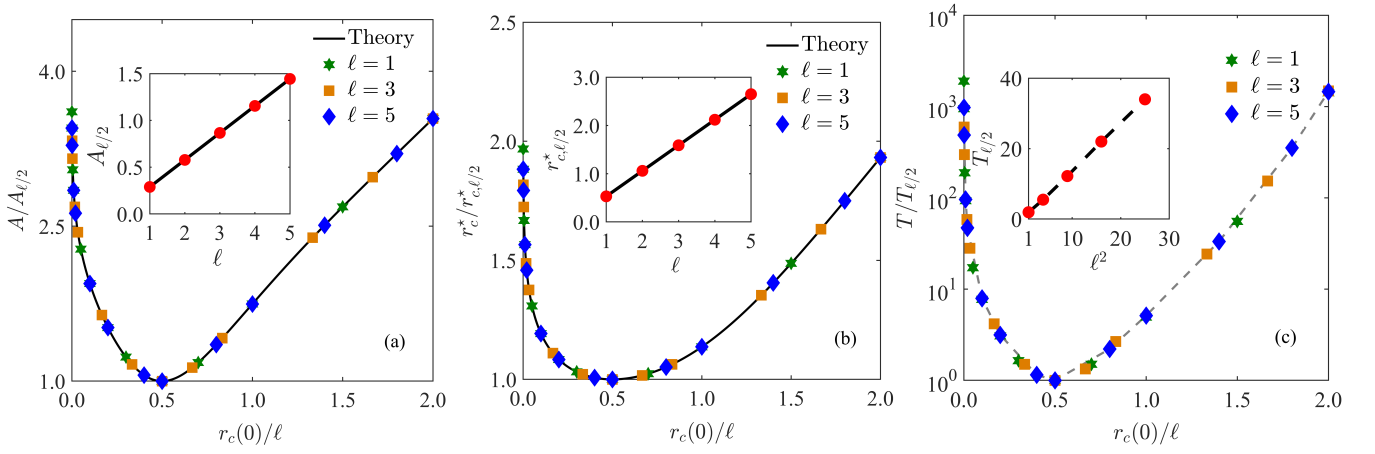 4.0
2.5
1.0
A/A_{ℓ/2}
0.0 0.5 1.0 1.5 2.0
r_c(0)/ℓ
Theory
ℓ = 1
ℓ = 3
ℓ = 5
1.5
1.0
0.5
0.0
A_{ℓ/2}
1 2 3 4 5
ℓ
(a)
2.5
2.0
1.5
1.0
r_c^⋆/r_{c,ℓ/2}^⋆
0.0 0.5 1.0 1.5 2.0
r_c(0)/ℓ
Theory
ℓ = 1
ℓ = 3
ℓ = 5
3.0
2.0
1.0
0.0
r_{c,ℓ/2}^⋆
1 2 3 4 5
ℓ
(b)
10^4
10^3
10^2
10^1
10^0
T/T_{ℓ/2}
0.0 0.5 1.0 1.5 2.0
r_c(0)/ℓ
ℓ = 1
ℓ = 3
ℓ = 5
40
20
0
T_{ℓ/2}
1 10 20 30
ℓ^2
(c)